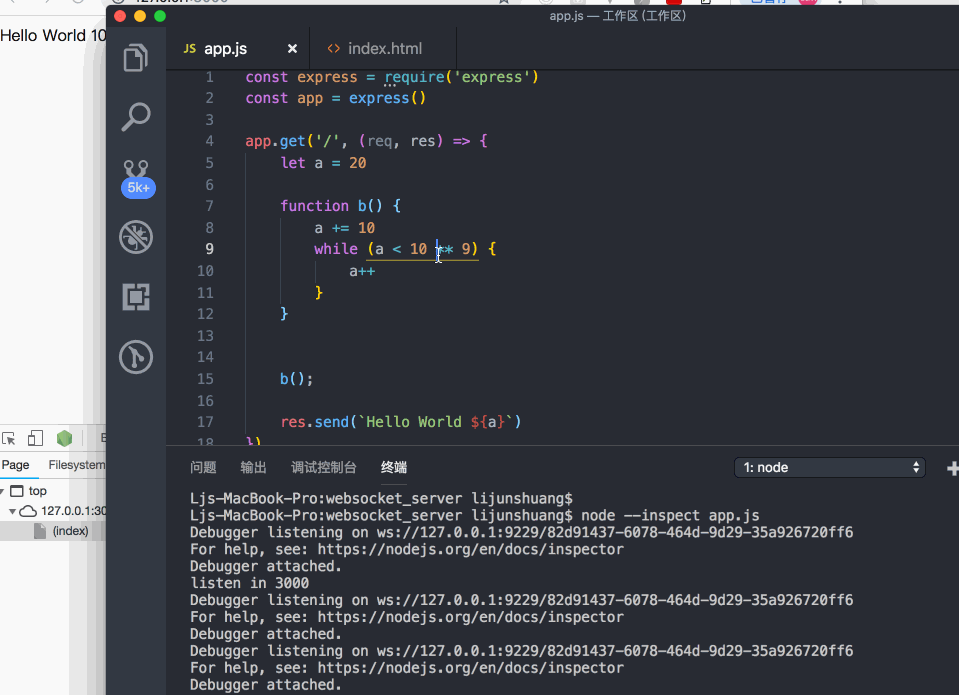 app.js — 工作区 (工作区)
Hello World 10
JS app.js × <> index.html
1 const express = require('express')
2 const app = express()
3
4 app.get('/', (req, res) => {
5 let a = 20
6
7 function b() {
8 a += 10
9 while (a < 10 ** 9) {
10 a++
11 }
12 }
13
14
15 b();
16
17 res.send(`Hello World ${a}`)
18 })
5k+
Page Filesystem
top
127.0.0.1:30
(index)
问题 输出 调试控制台 终端 1: node
Ljs-MacBook-Pro:websocket_server lijunshuang$
Ljs-MacBook-Pro:websocket_server lijunshuang$ node --inspect app.js
Debugger listening on ws://127.0.0.1:9229/82d91437-6078-464d-9d29-35a926720ff6
For help, see: https://nodejs.org/en/docs/inspector
Debugger attached.
listen in 3000
Debugger listening on ws://127.0.0.1:9229/82d91437-6078-464d-9d29-35a926720ff6
For help, see: https://nodejs.org/en/docs/inspector
Debugger attached.
Debugger listening on ws://127.0.0.1:9229/82d91437-6078-464d-9d29-35a926720ff6
For help, see: https://nodejs.org/en/docs/inspector
Debugger attached.